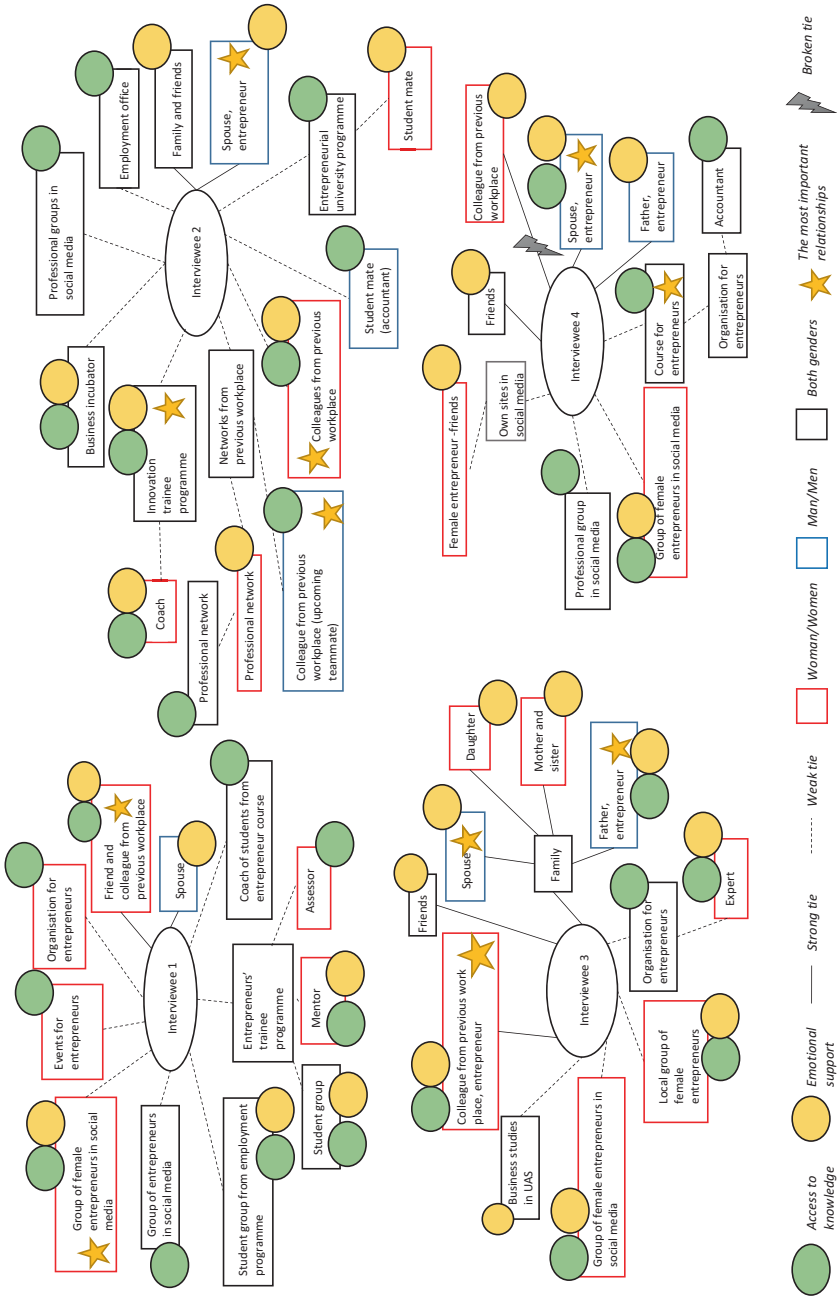 Group of female
entrepreneurs in social
media
Events for
entrepreneurs
Organisation for
entrepreneurs
Friend and
colleague from
previous workplace
Group of entrepreneurs
in social media
Interviewee 1
Spouse
Student group from employment
programme
Entrepreneurs'
trainee
programme
Coach of students from
entrepreneur course
Student group
Mentor
Assessor
Coach
Business incubator
Professional groups in
social media
Employment office
Innovation
trainee
programme
Family and friends
Professional network
Interviewee 2
Spouse,
entrepreneur
Professional network
Networks from
previous workplace
Entrepreneurial
university programme
Colleague from previous
workplace (upcoming
teammate)
Colleagues from previous
workplace
Student mate
(accountant)
Student mate
Colleague from previous work
place, entrepreneur
Friends
Spouse
Daughter
Business studies
in UAS
Family
Mother and
sister
Interviewee 3
Group of female entrepreneurs in
social media
Father,
entrepreneur
Local group of
female
entrepreneurs
Organisation for
entrepreneurs
Expert
Female entrepreneur -friends
Friends
Colleague from previous
workplace
Own sites in
social media
Spouse,
entrepreneur
Interviewee 4
Professional group
in social media
Father,
entrepreneur
Group of female
entrepreneurs in social media
Course for
entrepreneurs
Organisation for
entrepreneurs
Accountant
Access to
knowledge
Emotional
support
Strong tie
Weak tie
Woman/Women
Man/Men
Both genders
The most important
relationships
Broken tie